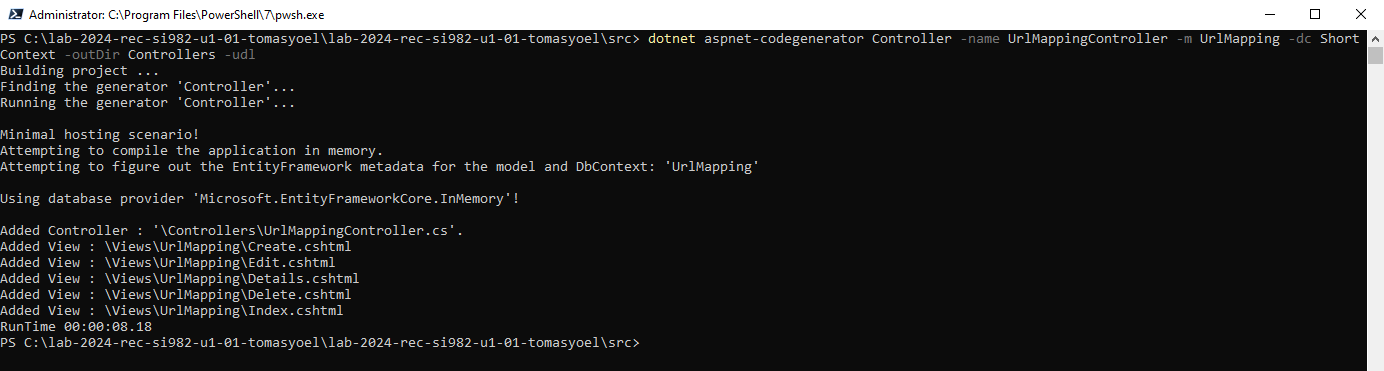 Administrator: C:\Program Files\PowerShell\7\pwsh.exe
PS C:\lab-2024-rec-si982-u1-01-tomasyoel\lab-2024-rec-si982-u1-01-tomasyoel\src> dotnet aspnet-codegenerator Controller -name UrlMappingController -m UrlMapping -dc Short
Context -outDir Controllers -udl
Building project ...
Finding the generator 'Controller'...
Running the generator 'Controller'...
Minimal hosting scenario!
Attempting to compile the application in memory.
Attempting to figure out the EntityFramework metadata for the model and DbContext: 'UrlMapping'
Using database provider 'Microsoft.EntityFrameworkCore.InMemory'!
Added Controller : '\Controllers\UrlMappingController.cs'.
Added View : \Views\UrlMapping\Create.cshtml
Added View : \Views\UrlMapping\Edit.cshtml
Added View : \Views\UrlMapping\Details.cshtml
Added View : \Views\UrlMapping\Delete.cshtml
Added View : \Views\UrlMapping\Index.cshtml
RunTime 00:00:08.18
PS C:\lab-2024-rec-si982-u1-01-tomasyoel\lab-2024-rec-si982-u1-01-tomasyoel\src>